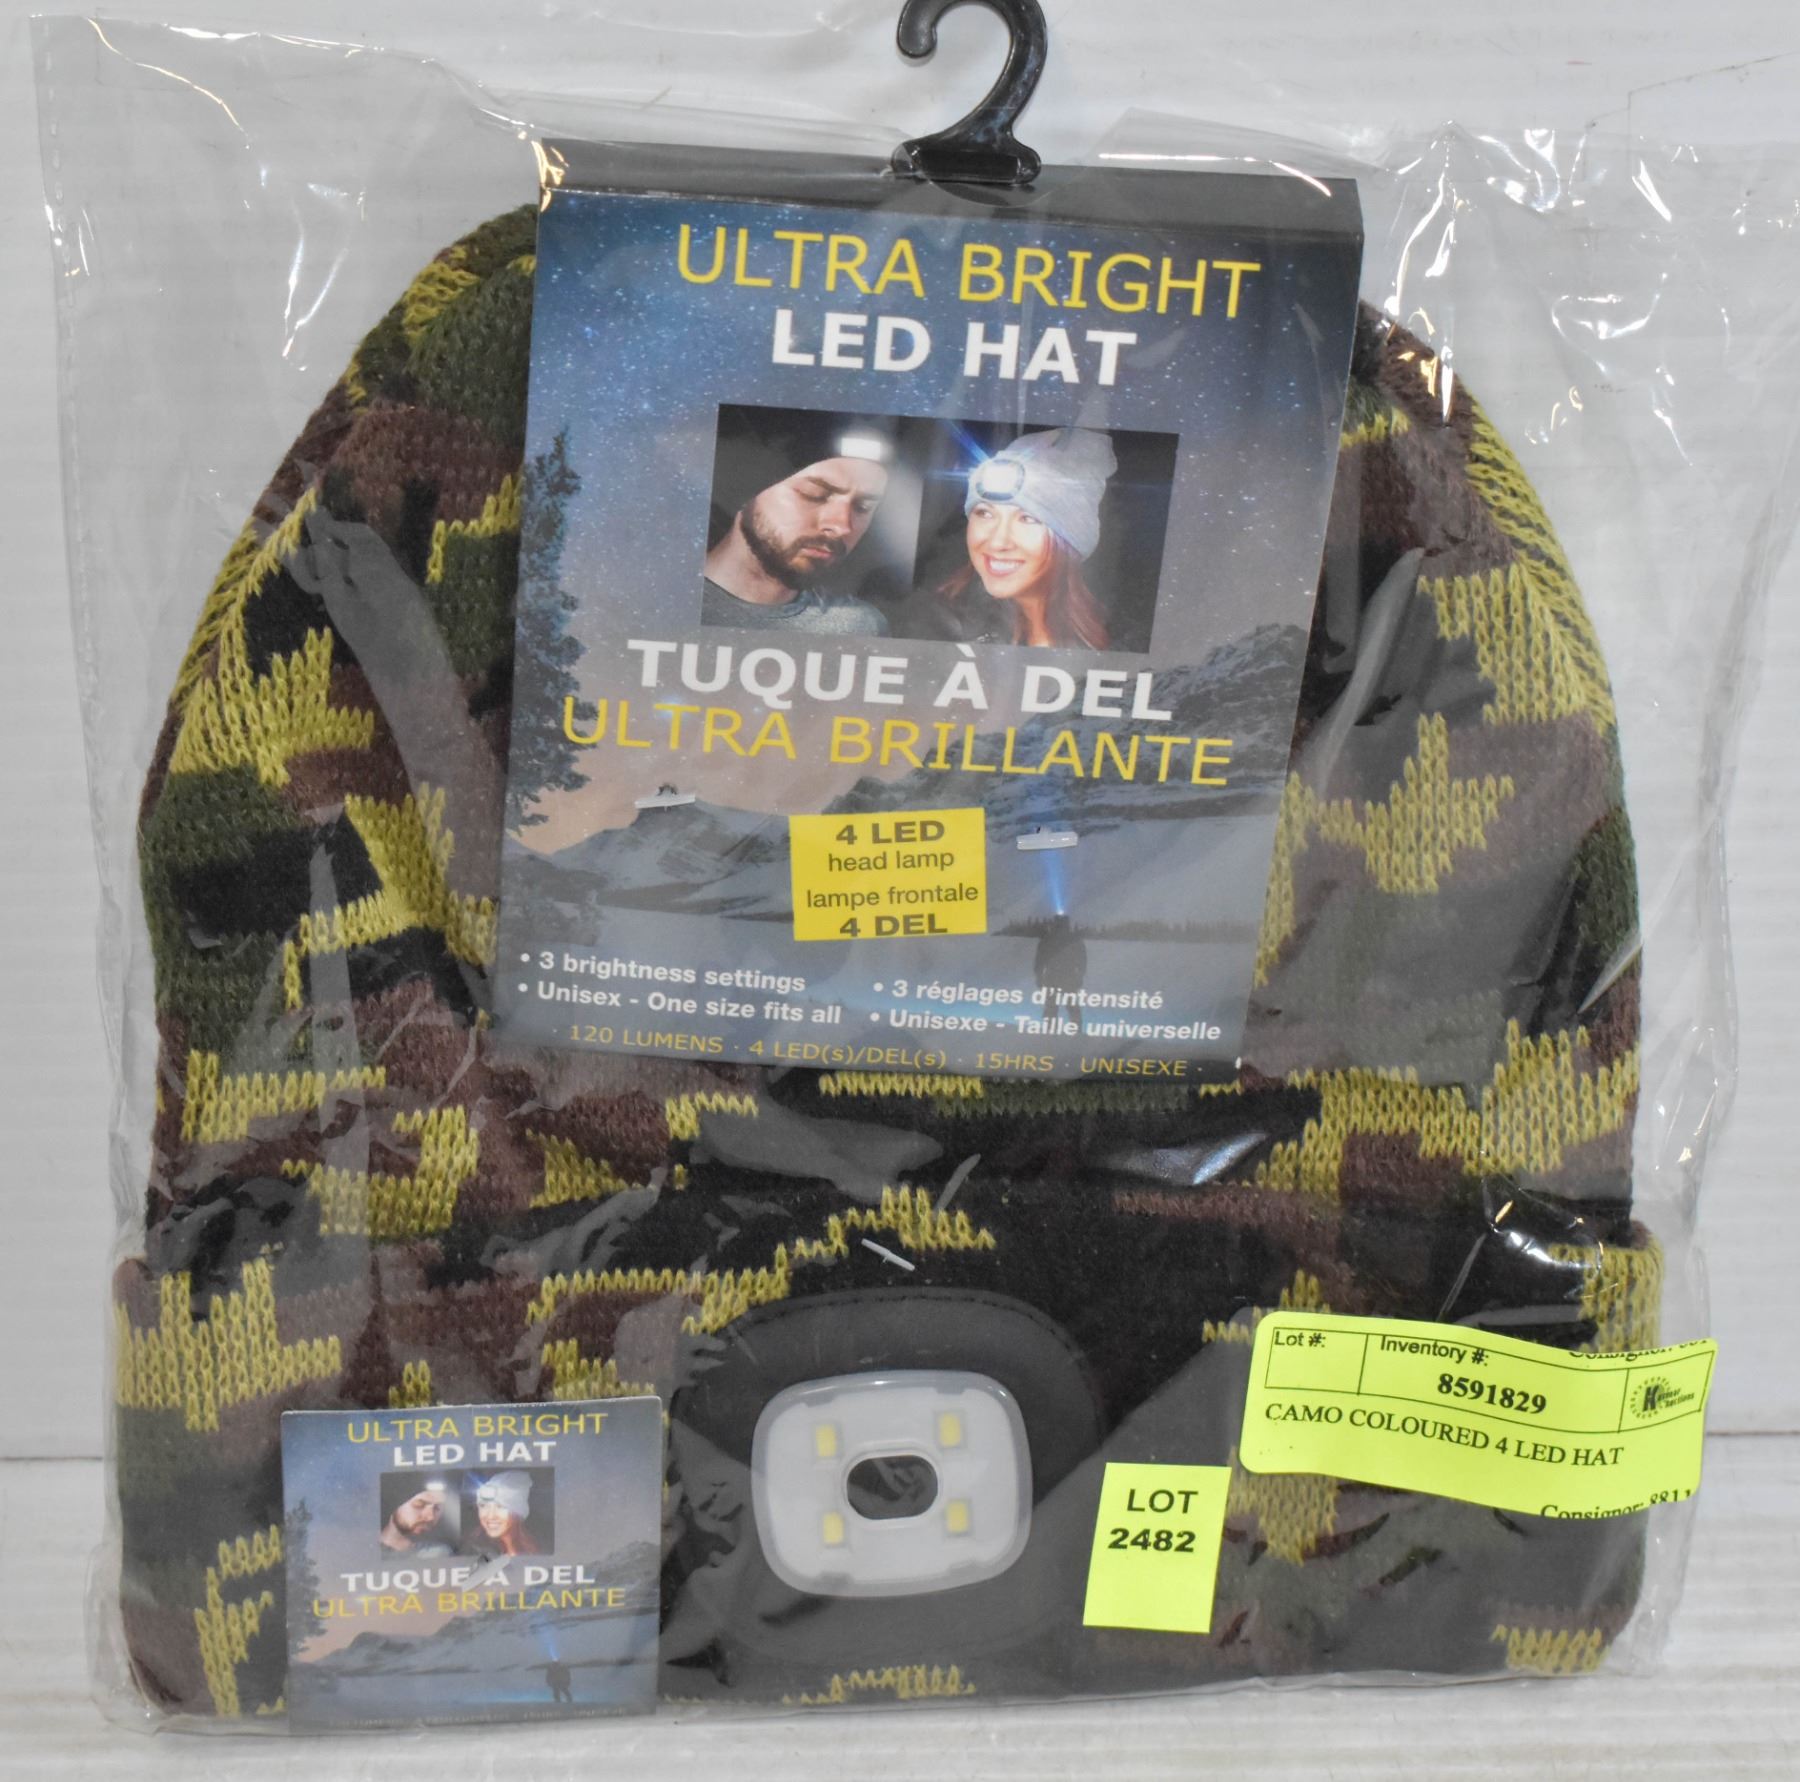 ULTRA BRIGHT
LED HAT
TUQUE À DEL
ULTRA BRILLANTE
4 LED
head lamp
lampe frontale
4 DEL
• 3 brightness settings
• Unisex - One size fits all
• 3 réglages d'intensité
• Unisexe - Taille universelle
· 120 LUMENS · 4 LED(s)/DEL(s) · 15HRS · UNISEXE ·
Lot #:
Inventory #:
8591829
CAMO COLOURED 4 LED HAT
Consignor: 8811
LOT
2482
ULTRA BRIGHT
LED HAT
TUQUE À DEL
ULTRA BRILLANTE